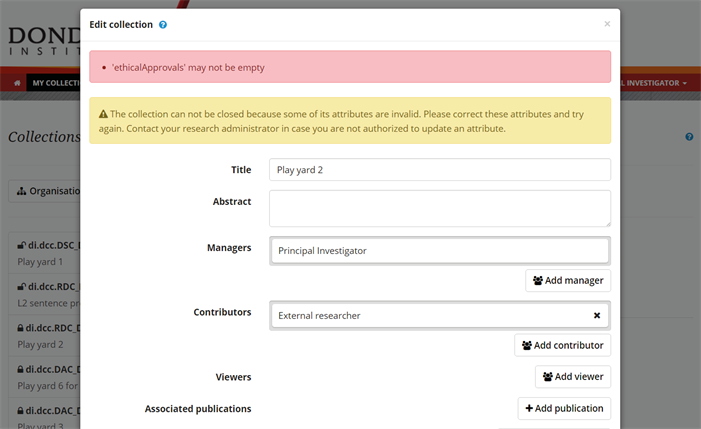 Edit collection ?
×
DOND
INSTI
'ethicalApprovals' may not be empty
MY COLLECTI
L INVESTIGATOR
The collection can not be closed because some of its attributes are invalid. Please correct these attributes and try
again. Contact your research administrator in case you are not authorized to update an attribute.
Collections
?
Title
Play yard 2
Organisatio
Abstract
di.dcc.DSC_D
Play yard 1
Managers
Principal Investigator
Add manager
di.dcc.RDC_D
L2 sentence pr
Contributors
External researcher
di.dcc.RDC_D
Play yard 2
Add contributor
di.dcc.DAC_D
Play yard 6 for
Viewers
Add viewer
di.dcc.DAC_D
Play yard 3
Associated publications
Add publication